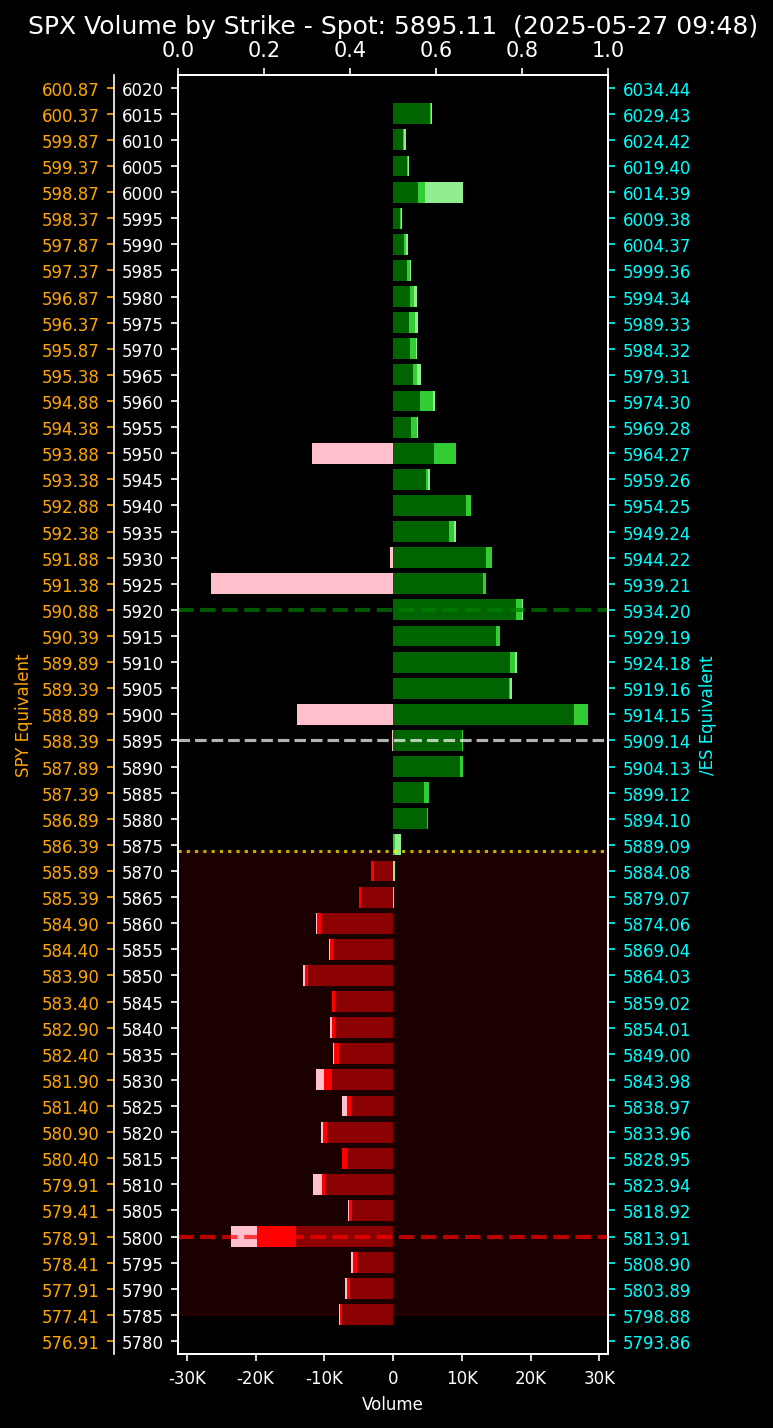 SPX Volume by Strike - Spot: 5895.11 (2025-05-27 09:48)
0.0 0.2 0.4 0.6 0.8 1.0
600.87 6020 6034.44
600.37 6015 6029.43
599.87 6010 6024.42
599.37 6005 6019.40
598.87 6000 6014.39
598.37 5995 6009.38
597.87 5990 6004.37
597.37 5985 5999.36
596.87 5980 5994.34
596.37 5975 5989.33
595.87 5970 5984.32
595.38 5965 5979.31
594.88 5960 5974.30
594.38 5955 5969.28
593.88 5950 5964.27
593.38 5945 5959.26
592.88 5940 5954.25
592.38 5935 5949.24
591.88 5930 5944.22
591.38 5925 5939.21
590.88 5920 5934.20
590.39 5915 5929.19
589.89 5910 5924.18
589.39 5905 5919.16
588.89 5900 5914.15
588.39 5895 5909.14
587.89 5890 5904.13
587.39 5885 5899.12
586.89 5880 5894.10
586.39 5875 5889.09
585.89 5870 5884.08
585.39 5865 5879.07
584.90 5860 5874.06
584.40 5855 5869.04
583.90 5850 5864.03
583.40 5845 5859.02
582.90 5840 5854.01
582.40 5835 5849.00
581.90 5830 5843.98
581.40 5825 5838.97
580.90 5820 5833.96
580.40 5815 5828.95
579.91 5810 5823.94
579.41 5805 5818.92
578.91 5800 5813.91
578.41 5795 5808.90
577.91 5790 5803.89
577.41 5785 5798.88
576.91 5780 5793.86
SPY Equivalent
/ES Equivalent
-30K -20K -10K 0 10K 20K 30K
Volume